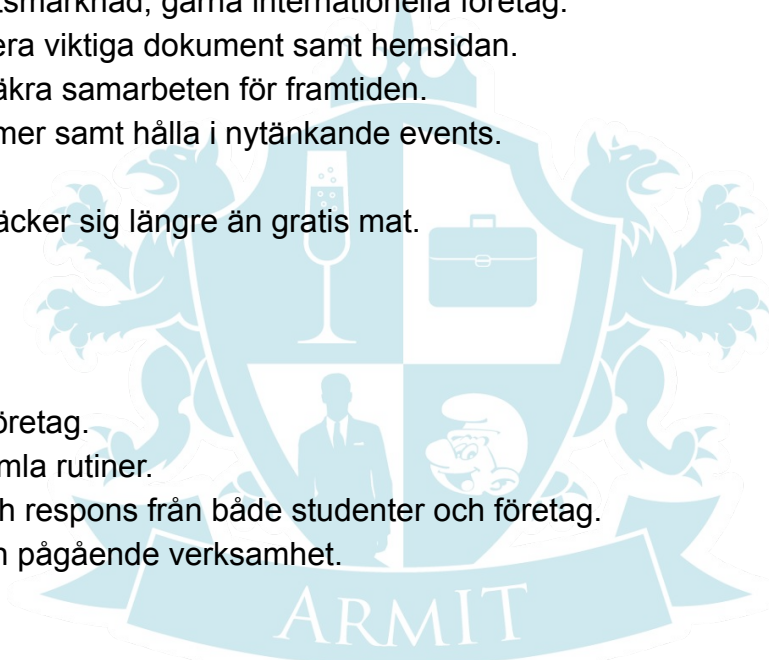 tsmarknad, gärna internationella företag.
era viktiga dokument samt hemsidan.
äkra samarbeten för framtiden.
mer samt hålla i nytänkande events.
äcker sig längre än gratis mat.
öretag.
mla rutiner.
h respons från både studenter och företag.
n pågående verksamhet.
ARMIT